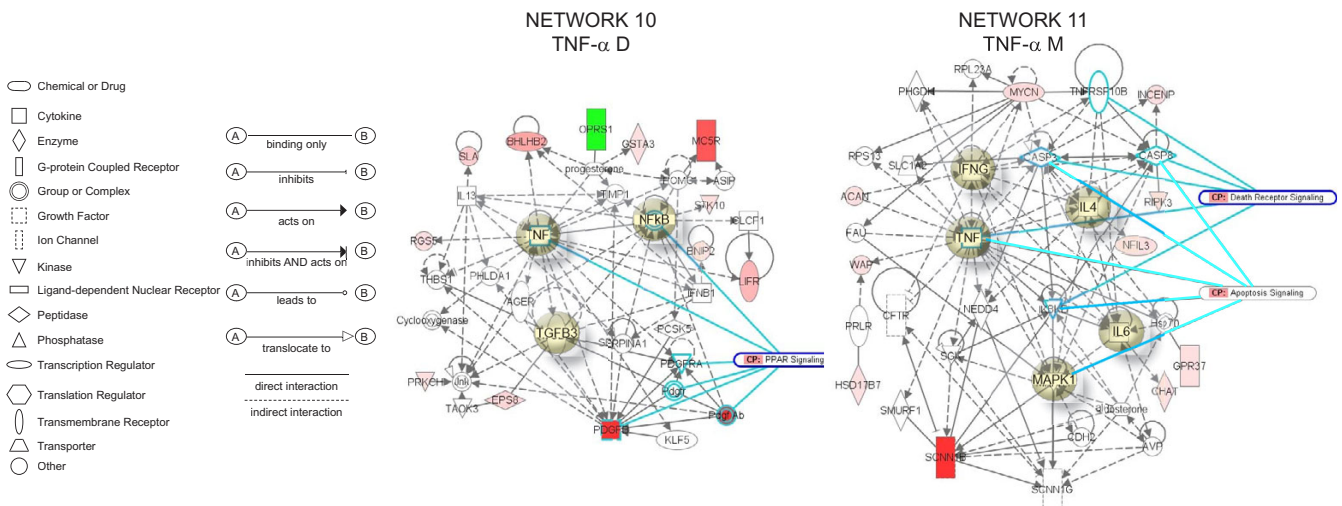 NETWORK 10
TNF-α D
NETWORK 11
TNF-α M
Chemical or Drug
Cytokine
Enzyme
G-protein Coupled Receptor
Group or Complex
Growth Factor
Ion Channel
Kinase
Ligand-dependent Nuclear Receptor
Peptidase
Phosphatase
Transcription Regulator
Translation Regulator
Transmembrane Receptor
Transporter
Other
A B
binding only
A B
inhibits
A B
acts on
A B
inhibits AND acts on
A B
leads to
A B
translocate to
direct interaction
indirect interaction
OPRS1
BHLHB2
GSTA3
MC5R
SLA
progesterone
POMC
ASIP
IL13
TIMP1
STK10
NFkB
CLCF1
TNF
RGS5
BNIP2
THBS1
PHLDA1
LIFR
IFNB1
AGER
Cyclooxygenase
TGFB3
PCSK5
SERPINA1
CP: PPAR Signaling
PDGFRA
PRKCH
Jnk
Pdgfr
TAOK3
EPS8
Pdgf Ab
PDGFB
KLF5
RPL23A
PHGDH
MYCN
TNFRSF10B
INCENP
RPS13
SLC1A2
CASP3
CASP8
IFNG
ACAN
RIPK3
CP: Death Receptor Signaling
IL4
FAU
TNF
NFIL3
WAP
CP: Apoptosis Signaling
CFTR
NEDD4
PRLR
IL6
SGK
GPR37
HSD17B7
MAPK1
CHAT
SMURF1
aldosterone
CDH2
AVP
SCNN1B
SCNN1G